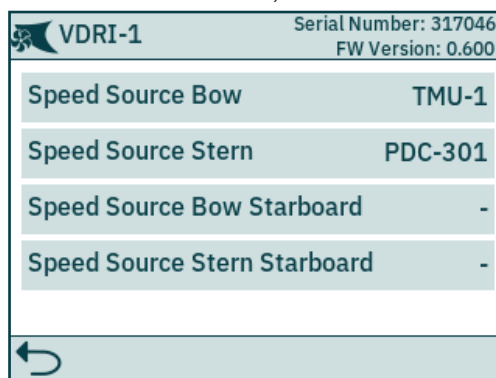 VDRI-1
Serial Number: 317046
FW Version: 0.600
Speed Source Bow TMU-1
Speed Source Stern PDC-301
Speed Source Bow Starboard -
Speed Source Stern Starboard -